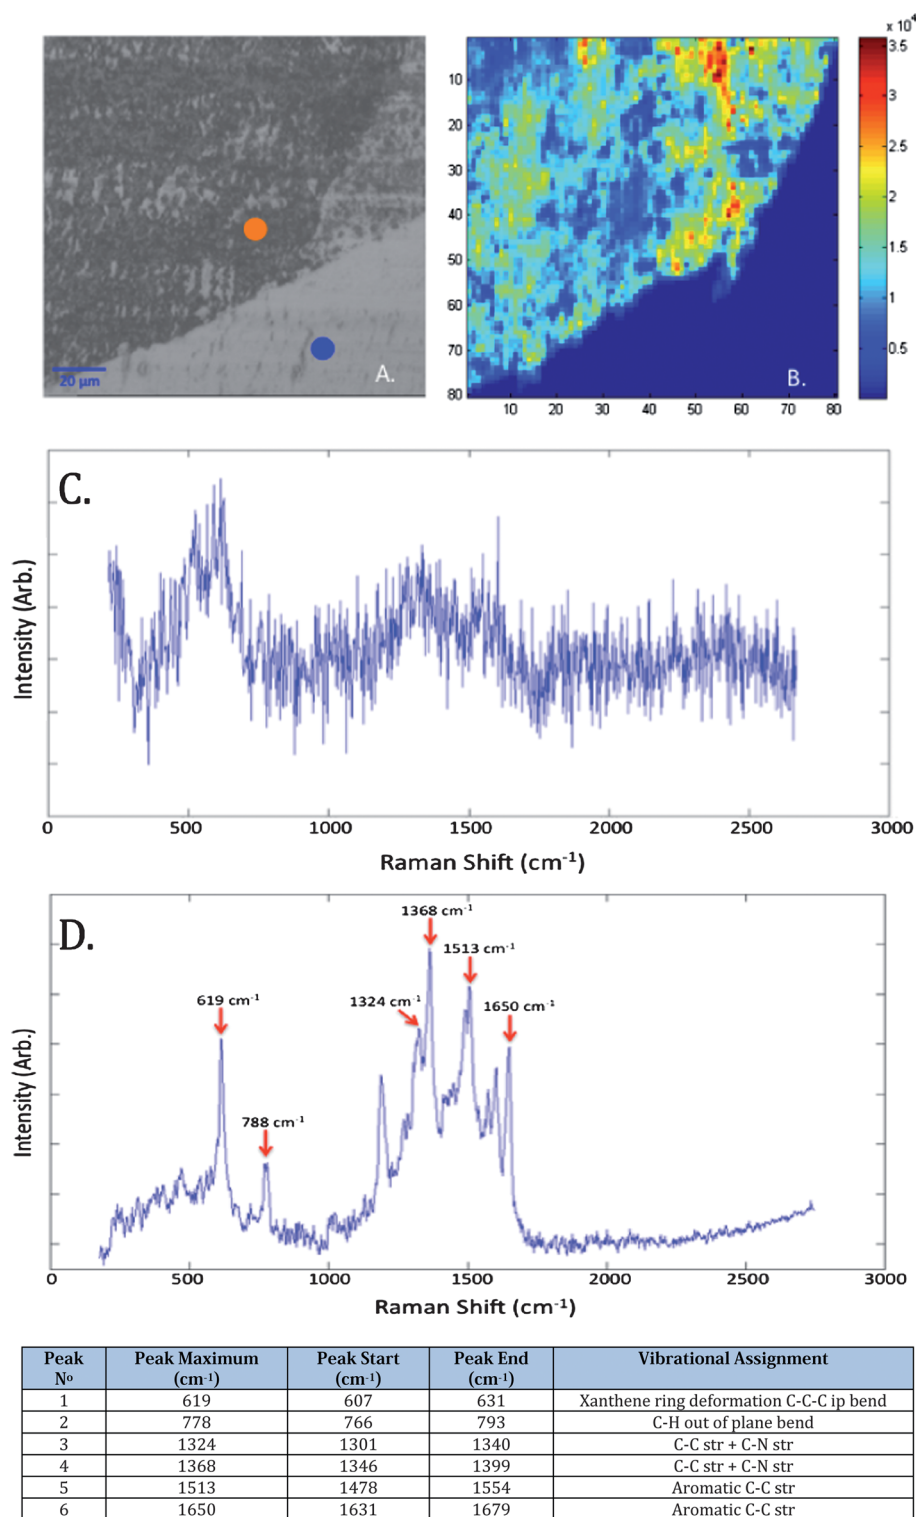 x 10⁴
3.5
3
2.5
2
1.5
1
0.5
10
20
30
40
50
60
70
80
10 20 30 40 50 60 70 80
20 µm
A.
B.
C.
Intensity (Arb.)
0 500 1000 1500 2000 2500 3000
Raman Shift (cm-1)
D.
1368 cm-1
1513 cm-1
619 cm-1
1324 cm-1
1650 cm-1
788 cm-1
Intensity (Arb.)
0 500 1000 1500 2000 2500 3000
Raman Shift (cm-1)
Peak Nº Peak Maximum (cm-1) Peak Start (cm-1) Peak End (cm-1) Vibrational Assignment
1 619 607 631 Xanthene ring deformation C-C-C ip bend
2 778 766 793 C-H out of plane bend
3 1324 1301 1340 C-C str + C-N str
4 1368 1346 1399 C-C str + C-N str
5 1513 1478 1554 Aromatic C-C str
6 1650 1631 1679 Aromatic C-C str